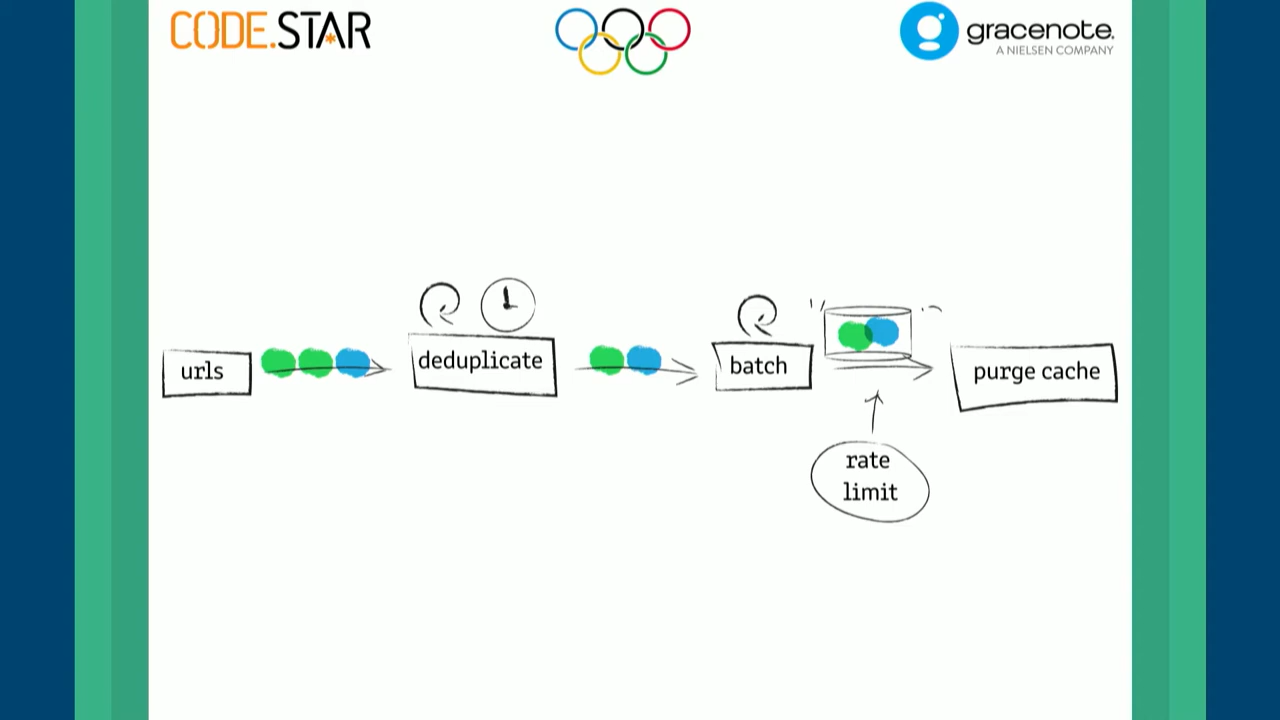 CODE.STAR
gracenote.
A NIELSEN COMPANY
urls
deduplicate
batch
purge cache
rate
limit